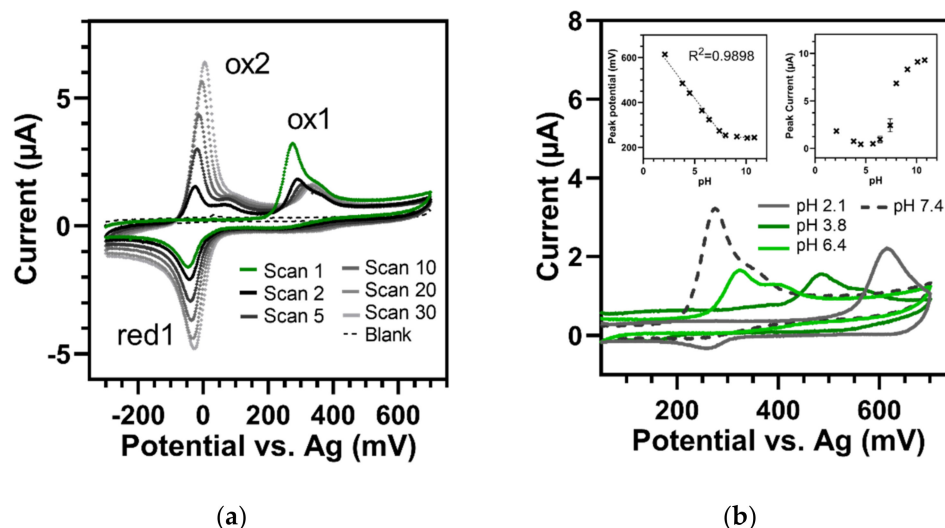 ox2
ox1
red1
Current (µA)
5
0
-5
Scan 1
Scan 2
Scan 5
Scan 10
Scan 20
Scan 30
Blank
-300
0
200
400
600
Potential vs. Ag (mV)
(a)
Current (µA)
8
6
4
2
0
Peak potential (mV)
600
400
200
R²=0.9898
0
5
10
pH
Peak Current (µA)
10
5
0
0
5
10
pH
pH 2.1
pH 3.8
pH 6.4
pH 7.4
200
400
600
Potential vs. Ag (mV)
(b)